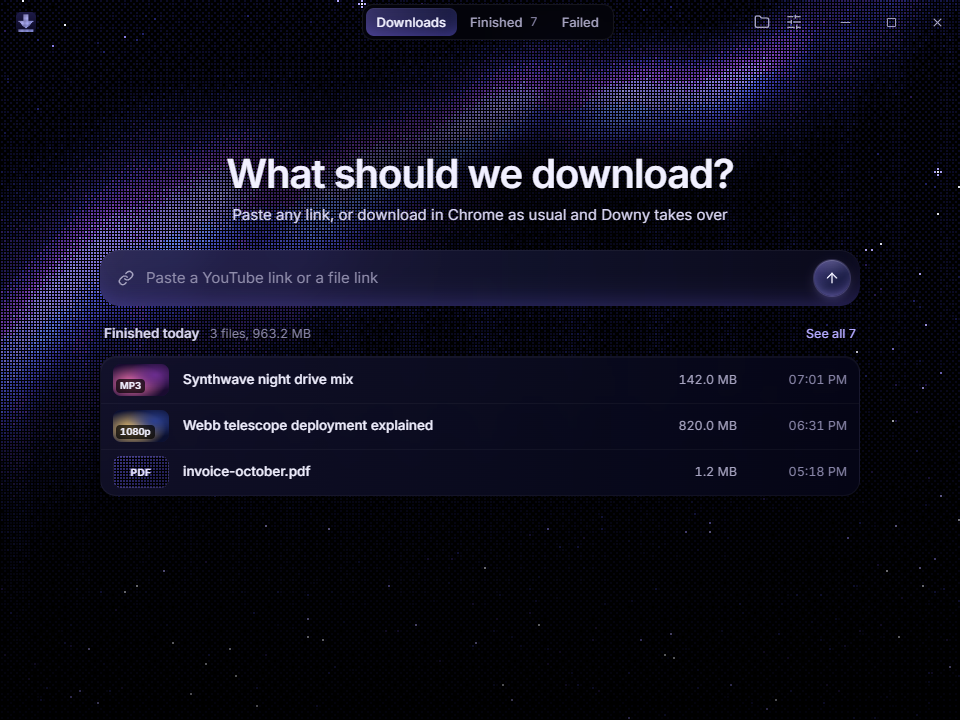 Downloads Finished 7 Failed
What should we download?
Paste any link, or download in Chrome as usual and Downy takes over
Paste a YouTube link or a file link
Finished today 3 files, 963.2 MB See all 7
MP3 Synthwave night drive mix 142.0 MB 07:01 PM
1080p Webb telescope deployment explained 820.0 MB 06:31 PM
PDF invoice-october.pdf 1.2 MB 05:18 PM